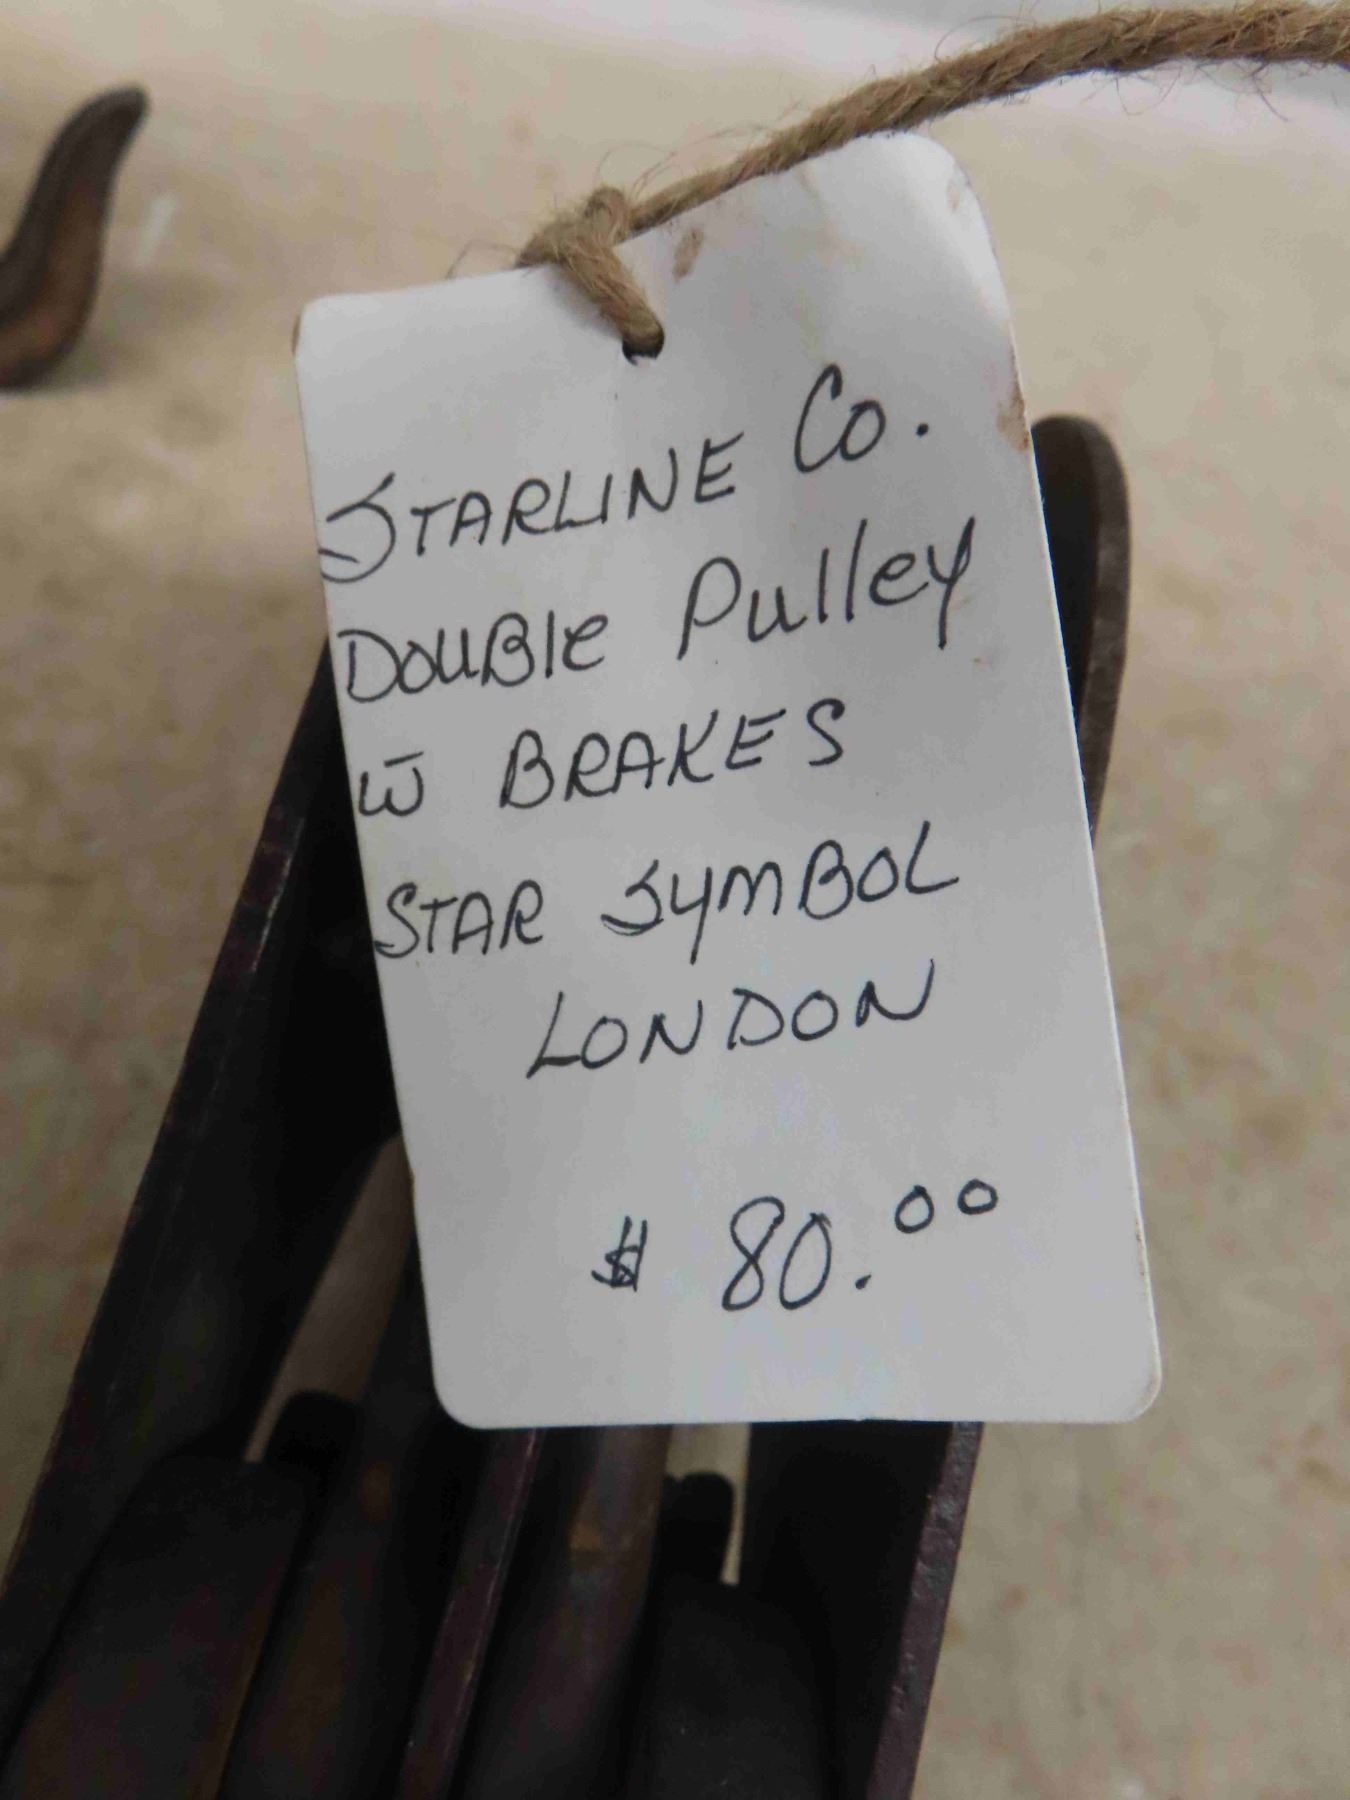 STARLINE Co.
DOUBle Pulley
w̄ BRAKES
STAR SYMBOL
LONDON
$ 80.00